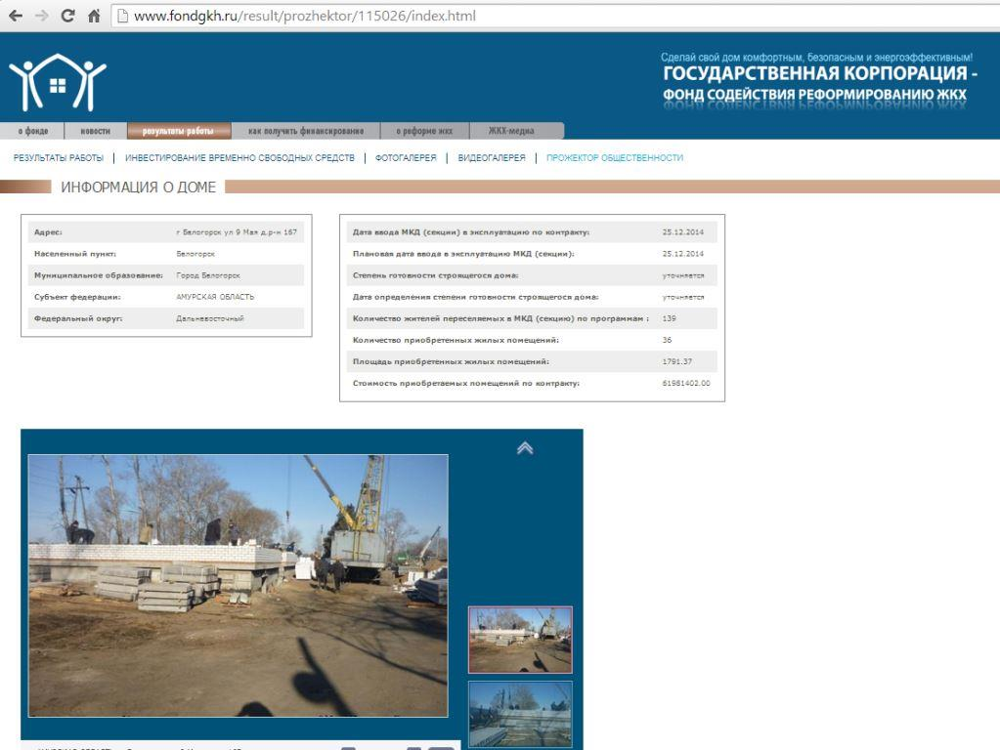 www.fondgkh.ru/result/prozhektor/115026/index.html
Сделай свой дом комфортным, безопасным и энергоэффективным!
ГОСУДАРСТВЕННАЯ КОРПОРАЦИЯ -
ФОНД СОДЕЙСТВИЯ РЕФОРМИРОВАНИЮ ЖКХ
о фонде новости результаты работы как получить финансирование о реформе жкх ЖКХ-медиа
РЕЗУЛЬТАТЫ РАБОТЫ | ИНВЕСТИРОВАНИЕ ВРЕМЕННО СВОБОДНЫХ СРЕДСТВ | ФОТОГАЛЕРЕЯ | ВИДЕОГАЛЕРЕЯ | ПРОЖЕКТОР ОБЩЕСТВЕННОСТИ
ИНФОРМАЦИЯ О ДОМЕ
Адрес: г Белогорск ул 9 Мая д.р-н 167
Населенный пункт: Белогорск
Муниципальное образование: Город Белогорск
Субъект федерации: АМУРСКАЯ ОБЛАСТЬ
Федеральный округ: Дальневосточный
Дата ввода МКД (секции) в эксплуатацию по контракту: 25.12.2014
Плановая дата ввода в эксплуатацию МКД (секции): 25.12.2014
Степень готовности строящегося дома: уточняется
Дата определения степени готовности строящегося дома: уточняется
Количество жителей переселяемых в МКД (секцию) по программам : 139
Количество приобретенных жилых помещений: 36
Площадь приобретенных жилых помещений: 1791.37
Стоимость приобретаемых помещений по контракту: 61981402.00